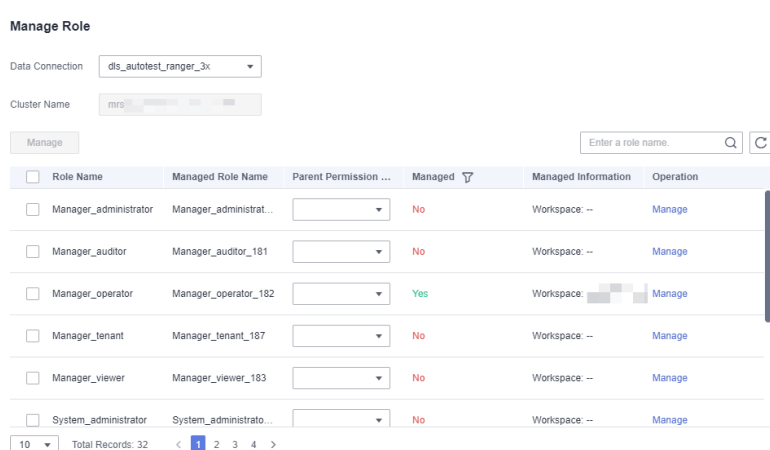 Manage Role
Data Connection dls_autotest_ranger_3x
Cluster Name mrs
Manage Enter a role name.
Role Name Managed Role Name Parent Permission ... Managed Managed Information Operation
Manager_administrator Manager_administrat... No Workspace: -- Manage
Manager_auditor Manager_auditor_181 No Workspace: -- Manage
Manager_operator Manager_operator_182 Yes Workspace: Manage
Manager_tenant Manager_tenant_187 No Workspace: -- Manage
Manager_viewer Manager_viewer_183 No Workspace: -- Manage
System_administrator System_administrato... No Workspace: -- Manage
10 Total Records: 32 < 1 2 3 4 >